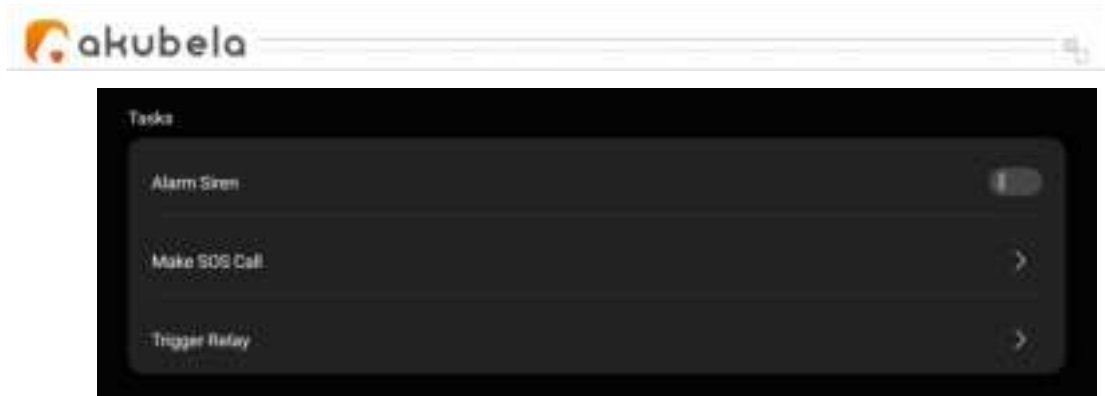 akubela
Tasks
Alarm Siren
Make SOS Call
Trigger Relay